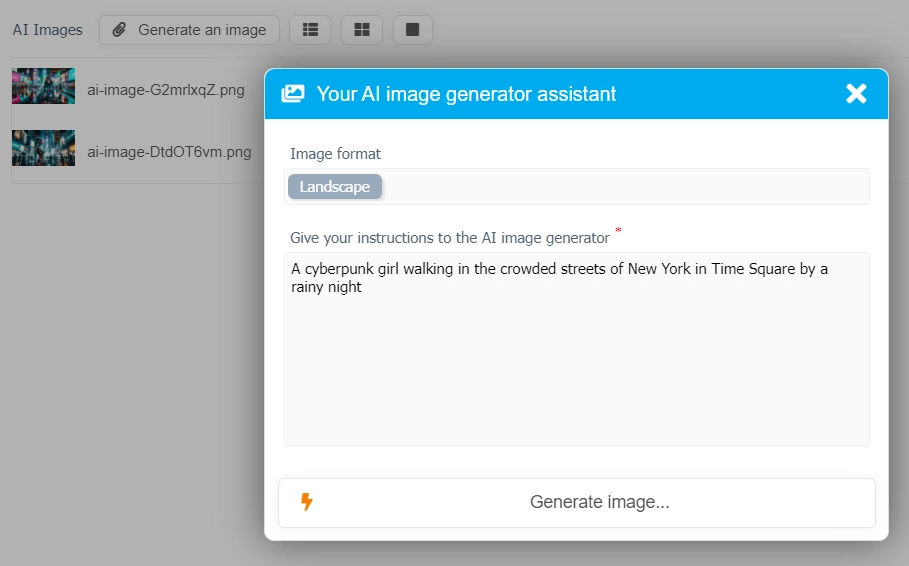 AI Images
Generate an image
ai-image-G2mrlxqZ.png
ai-image-DtdOT6vm.png
Your AI image generator assistant
Image format
Landscape
Give your instructions to the AI image generator *
A cyberpunk girl walking in the crowded streets of New York in Time Square by a
rainy night
Generate image...